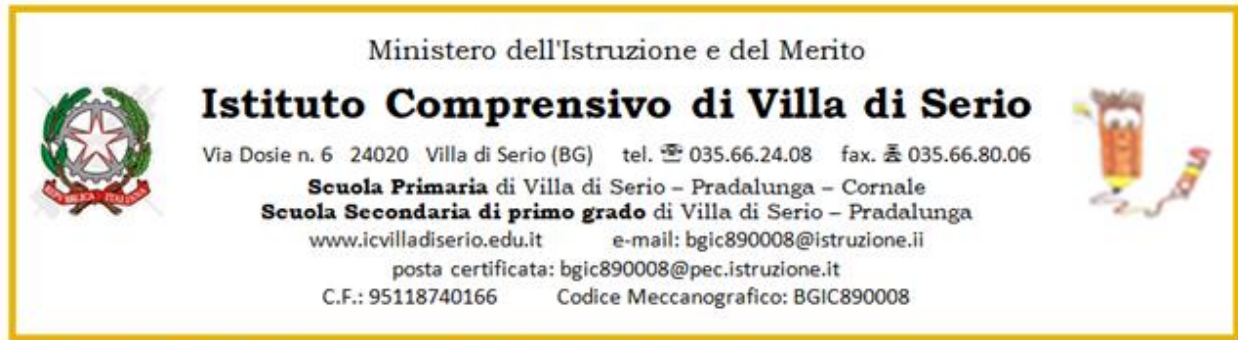 Ministero dell'Istruzione e del Merito
Istituto Comprensivo di Villa di Serio
Via Dosie n. 6 24020 Villa di Serio (BG) tel. ☏ 035.66.24.08 fax. 035.66.80.06
Scuola Primaria di Villa di Serio – Pradalunga – Cornale
Scuola Secondaria di primo grado di Villa di Serio – Pradalunga
www.icvilladiserio.edu.it e-mail: bgic890008@istruzione.ii
posta certificata: bgic890008@pec.istruzione.it
C.F.: 95118740166 Codice Meccanografico: BGIC890008